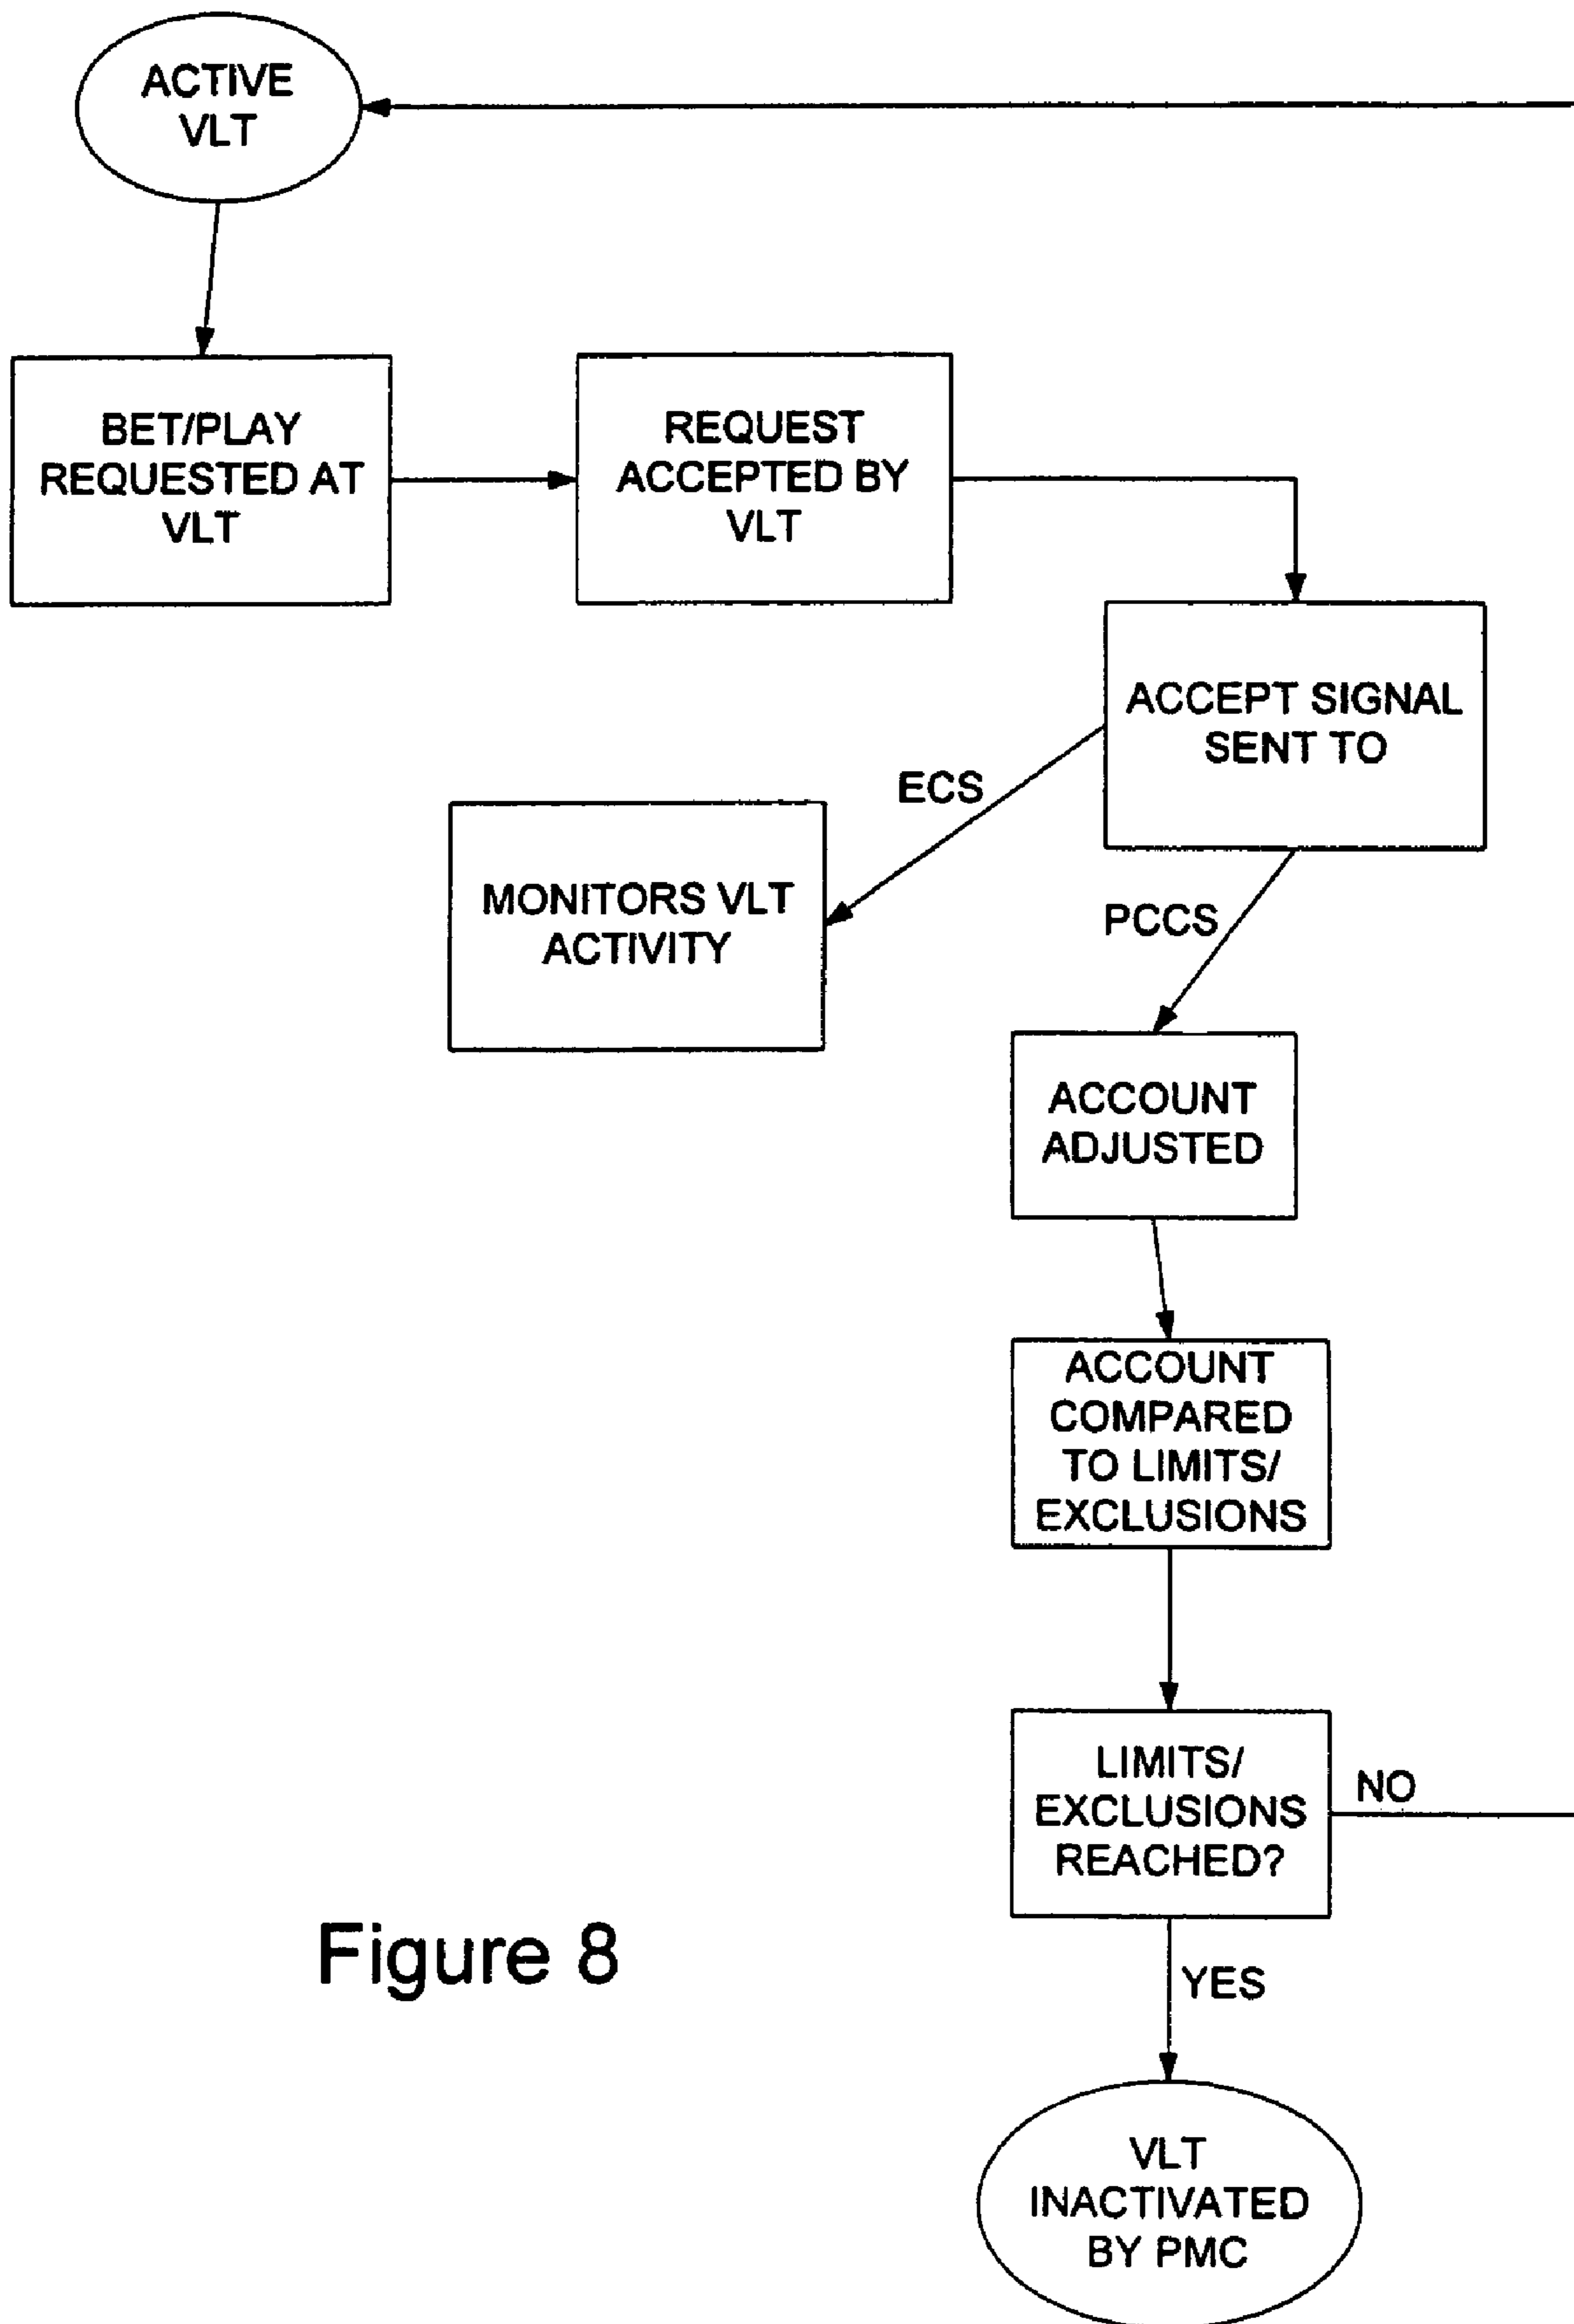 ACTIVE
VLT
BET/PLAY
REQUESTED AT
VLT
REQUEST
ACCEPTED BY
VLT
ACCEPT SIGNAL
SENT TO
ECS
MONITORS VLT
ACTIVITY
PCCS
ACCOUNT
ADJUSTED
ACCOUNT
COMPARED
TO LIMITS/
EXCLUSIONS
LIMITS/
EXCLUSIONS
REACHED?
NO
YES
VLT
INACTIVATED
BY PMC
Figure 8